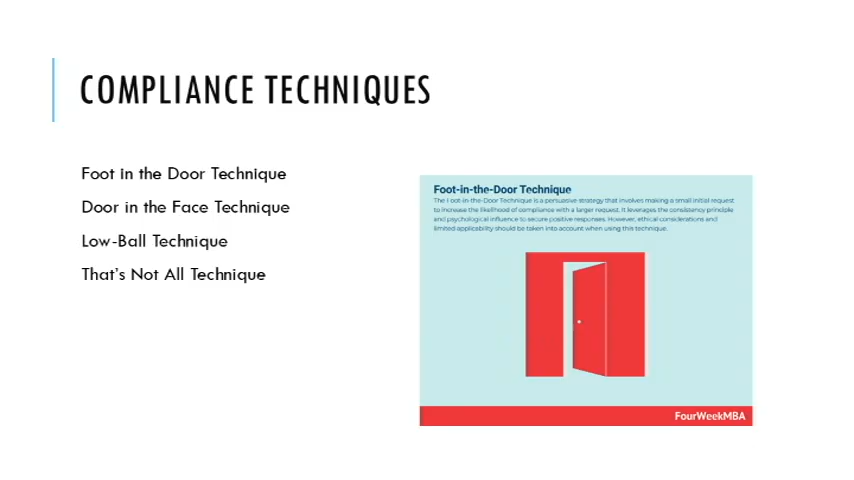 COMPLIANCE TECHNIQUES
Foot in the Door Technique
Door in the Face Technique
Low-Ball Technique
That's Not All Technique
Foot-in-the-Door Technique
The Foot-in-the-Door Technique is a persuasive strategy that involves making a small initial request
to increase the likelihood of compliance with a larger request. It leverages the consistency principle
and psychological influence to secure positive responses. However, ethical considerations and
limited applicability should be taken into account when using this technique.
FourWeekMBA